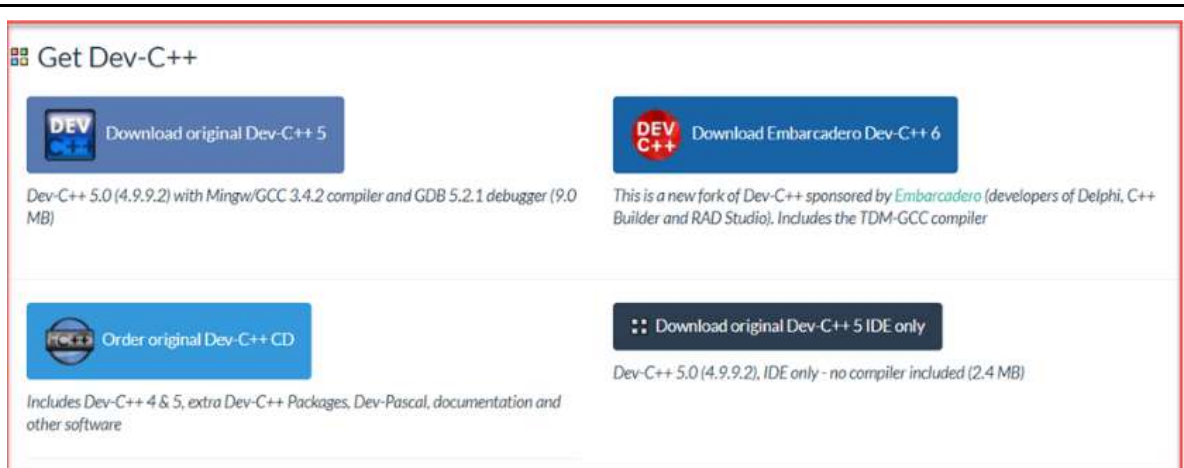 Get Dev-C++
DEV
C++
Download original Dev-C++ 5
DEV
C++
Download Embarcadero Dev-C++ 6
Dev-C++ 5.0 (4.9.9.2) with Mingw/GCC 3.4.2 compiler and GDB 5.2.1 debugger (9.0
MB)
This is a new fork of Dev-C++ sponsored by Embarcadero (developers of Delphi, C++
Builder and RAD Studio). Includes the TDM-GCC compiler
Order original Dev-C++ CD
Download original Dev-C++ 5 IDE only
Includes Dev-C++ 4 & 5, extra Dev-C++ Packages, Dev-Pascal, documentation and
other software
Dev-C++ 5.0 (4.9.9.2), IDE only - no compiler included (2.4 MB)